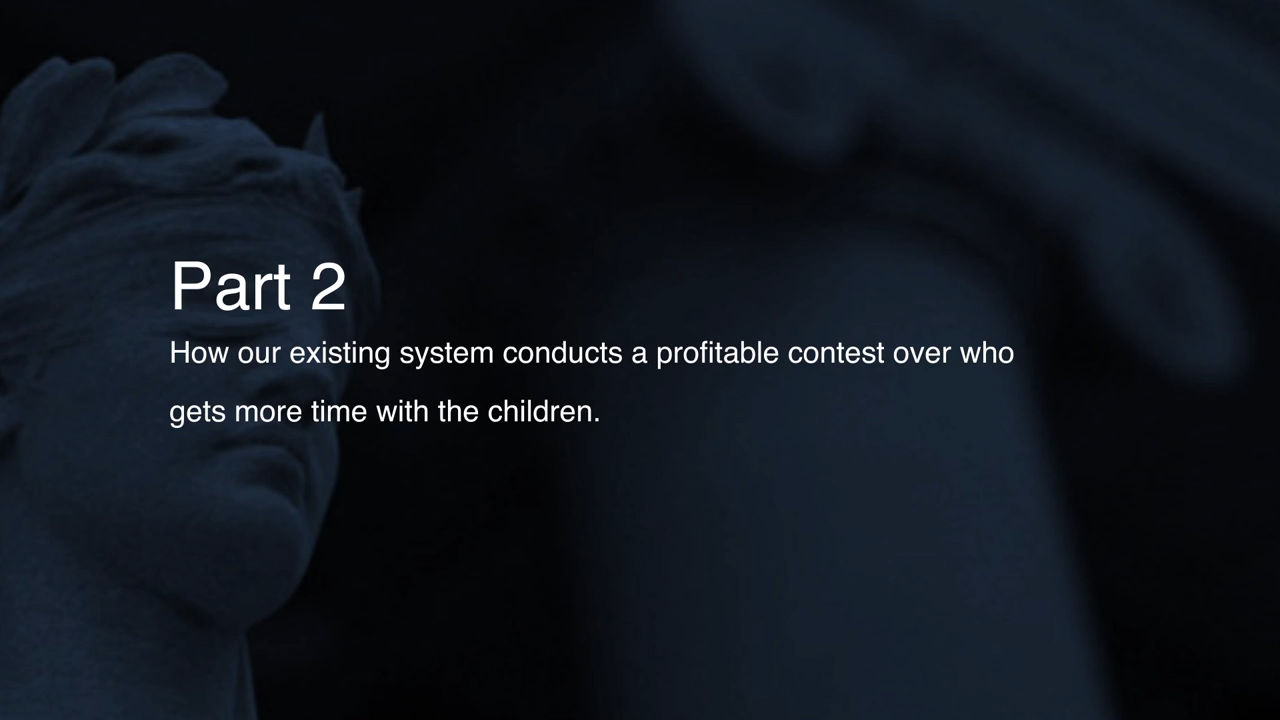 Part 2
How our existing system conducts a profitable contest over who
gets more time with the children.